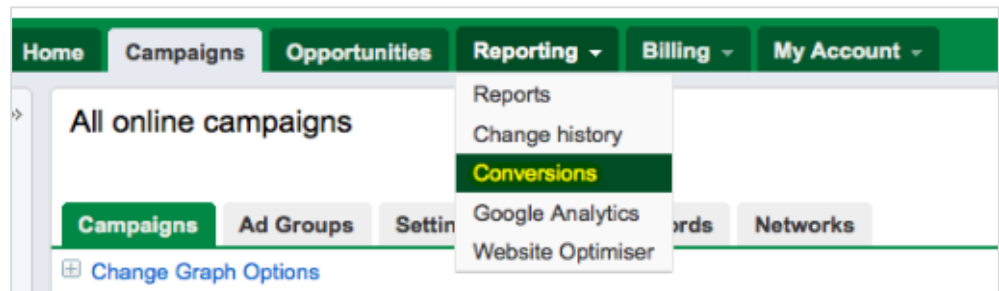 Home Campaigns Opportunities Reporting Billing My Account
Reports
All online campaigns
Change history
Conversions
Google Analytics
Campaigns Ad Groups Settin rds Networks
Website Optimiser
Change Graph Options